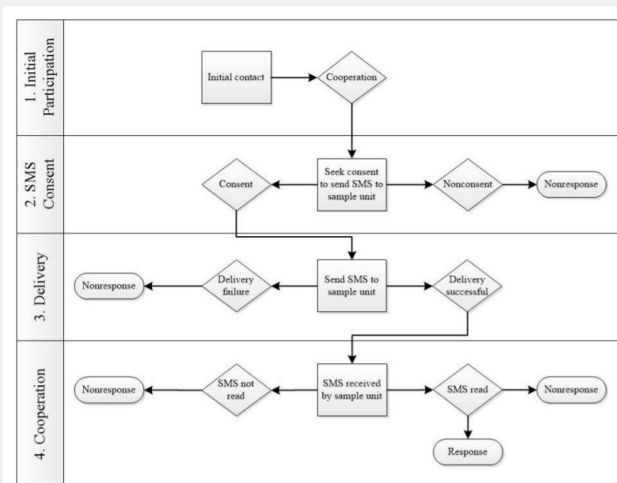 1. Initial
Participation
Initial contact
Cooperation
2. SMS
Consent
Consent
Seek consent
to send SMS to
sample unit
Nonconsent
Nonresponse
3. Delivery
Nonresponse
Delivery
failure
Send SMS to
sample unit
Delivery
successful
4. Cooperation
Nonresponse
SMS not
read
SMS received
by sample unit
SMS read
Nonresponse
Response